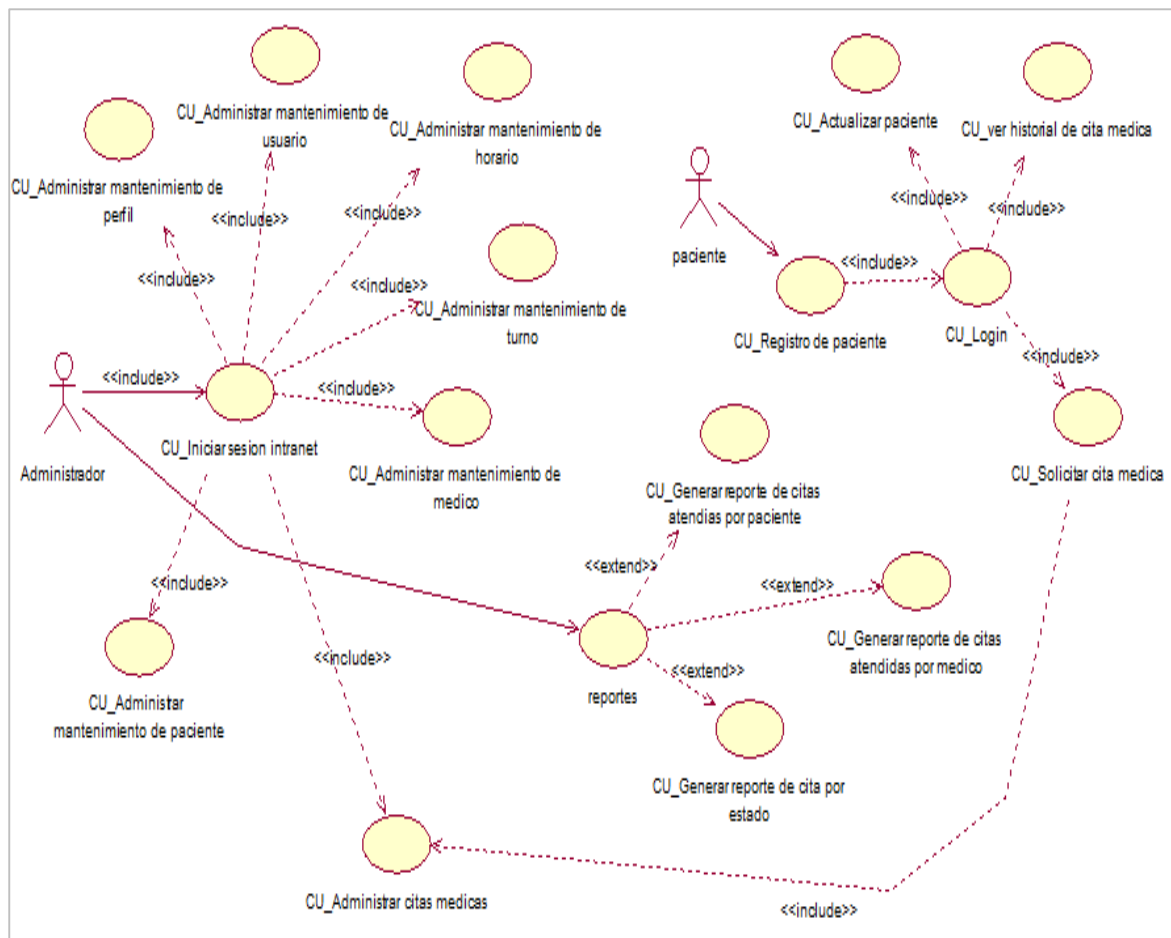 CU_Administrar mantenimiento de
usuario
CU_Administrar mantenimiento de
horario
CU_Administrar mantenimiento de
perfil
CU_Actualizar paciente
CU_ver historial de cita medica
<<include>>
<<include>>
<<include>>
<<include>>
<<include>>
<<include>>
paciente
<<include>>
CU_Administrar mantenimiento de
turno
CU_Registro de paciente
CU_Login
<<include>>
<<include>>
<<include>>
Administrador
CU_Iniciar sesion intranet
CU_Administrar mantenimiento de
medico
CU_Generar reporte de citas
atendias por paciente
CU_Solicitar cita medica
<<include>>
<<extend>>
<<extend>>
<<include>>
<<extend>>
CU_Generar reporte de citas
atendidas por medico
reportes
CU_Administrar
mantenimiento de paciente
CU_Generar reporte de cita por
estado
CU_Administrar citas medicas
<<include>>